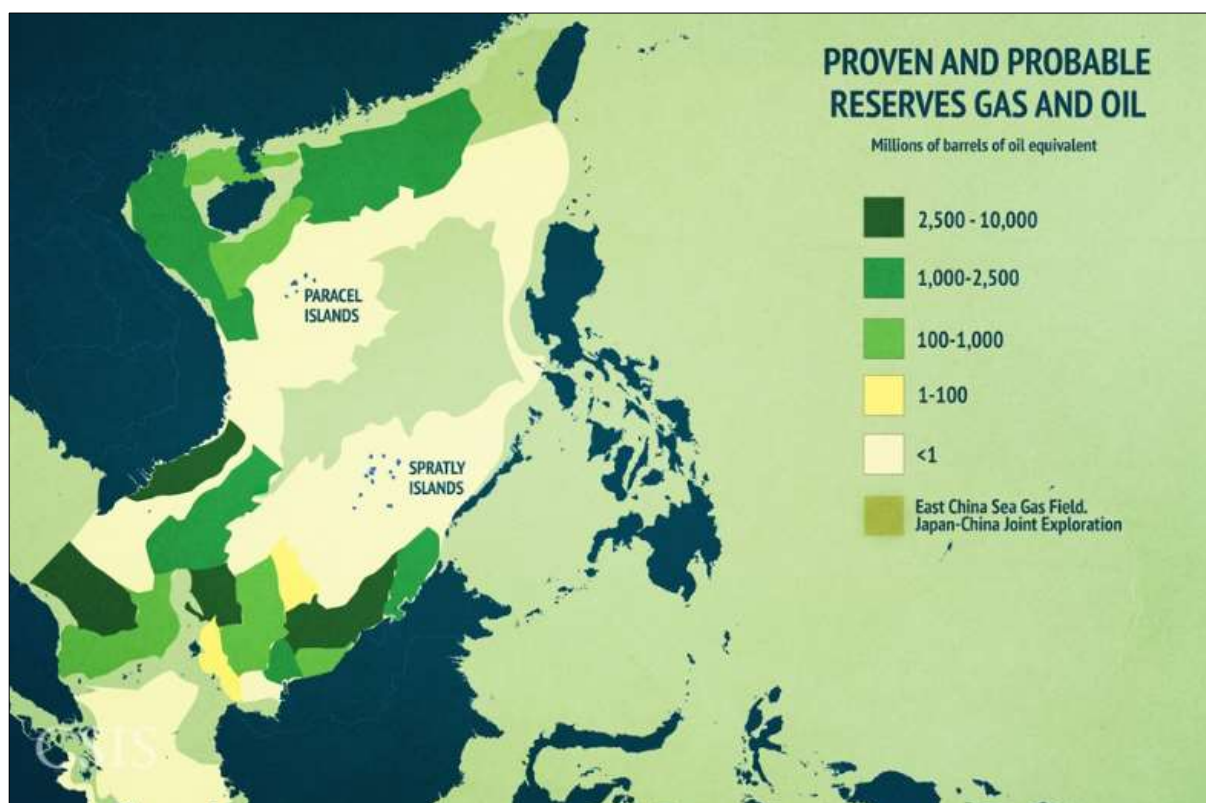 PROVEN AND PROBABLE
RESERVES GAS AND OIL
Millions of barrels of oil equivalent
2,500 - 10,000
1,000-2,500
100-1,000
1-100
<1
East China Sea Gas Field.
Japan-China Joint Exploration
PARACEL
ISLANDS
SPRATLY
ISLANDS
CSIS